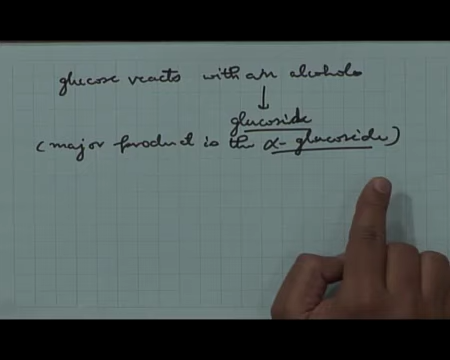 glucose reacts with an alcohol
↓
glucoside
(major product is the α- glucoside)